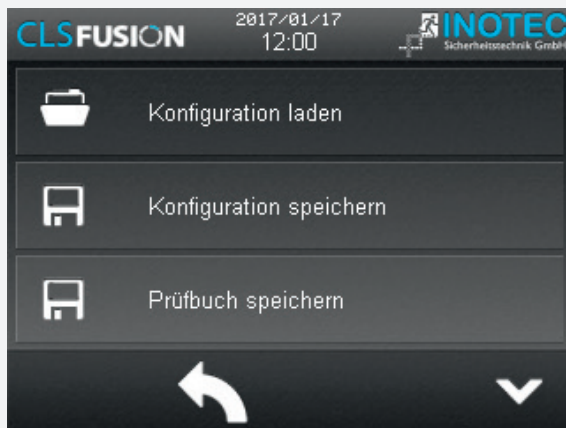 CLSFUSION
2017/01/17
12:00
INOTEC
Sicherheitstechnik GmbH
Konfiguration laden
Konfiguration speichern
Prüfbuch speichern